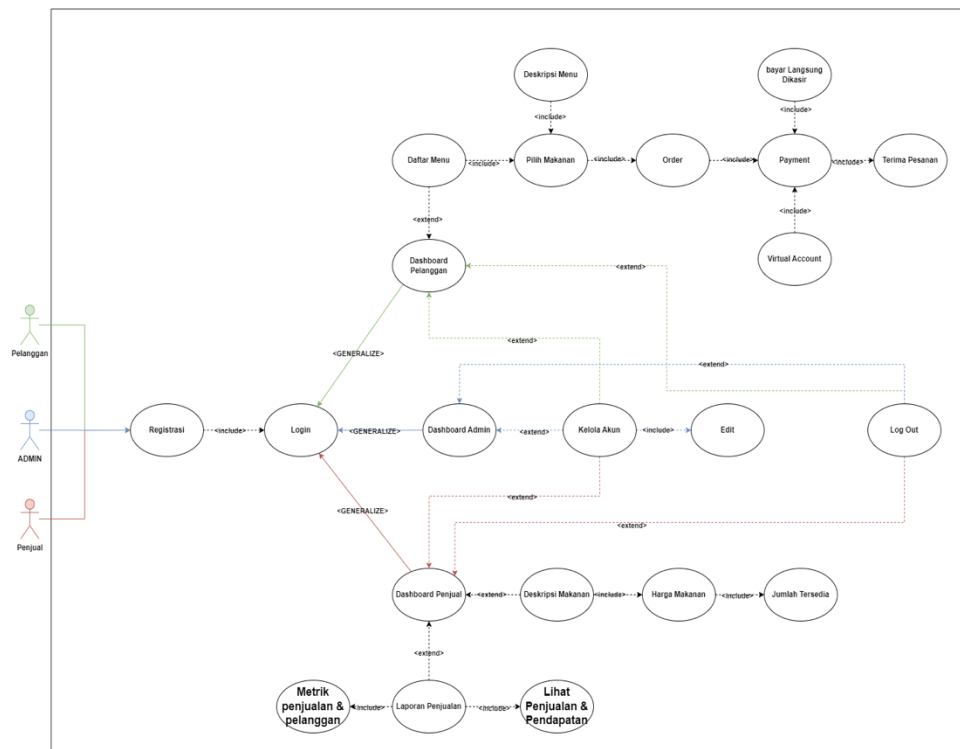 Deskripsi Menu
bayar Langsung
Dikasir
<include>
<include>
Daftar Menu
<include>
Pilih Makanan
<include>
Order
<include>
Payment
<include>
Terima Pesanan
<extend>
<include>
Dashboard
Pelanggan
<extend>
Virtual Account
Pelanggan
<GENERALIZE>
<extend>
<extend>
ADMIN
Registrasi
<include>
Login
<GENERALIZE>
Dashboard Admin
<extend>
Kelola Akun
<include>
Edit
Log Out
Penjual
<GENERALIZE>
<extend>
<extend>
Dashboard Penjual
<extend>
Deskripsi Makanan
<include>
Harga Makanan
<include>
Jumlah Tersedia
<extend>
Metrik
penjualan &
pelanggan
<include>
Laporan Penjualan
<include>
Lihat
Penjualan &
Pendapatan